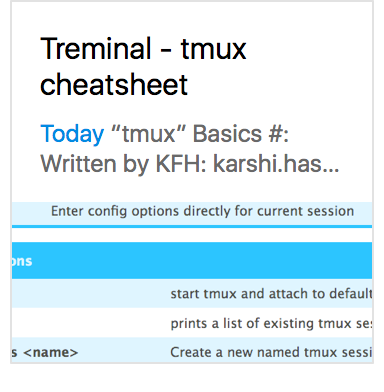 Treminal - tmux
cheatsheet
Today “tmux” Basics #:
Written by KFH: karshi.has...
Enter config options directly for current session
ons
start tmux and attach to default
prints a list of existing tmux se
s <name>
Create a new named tmux sessi